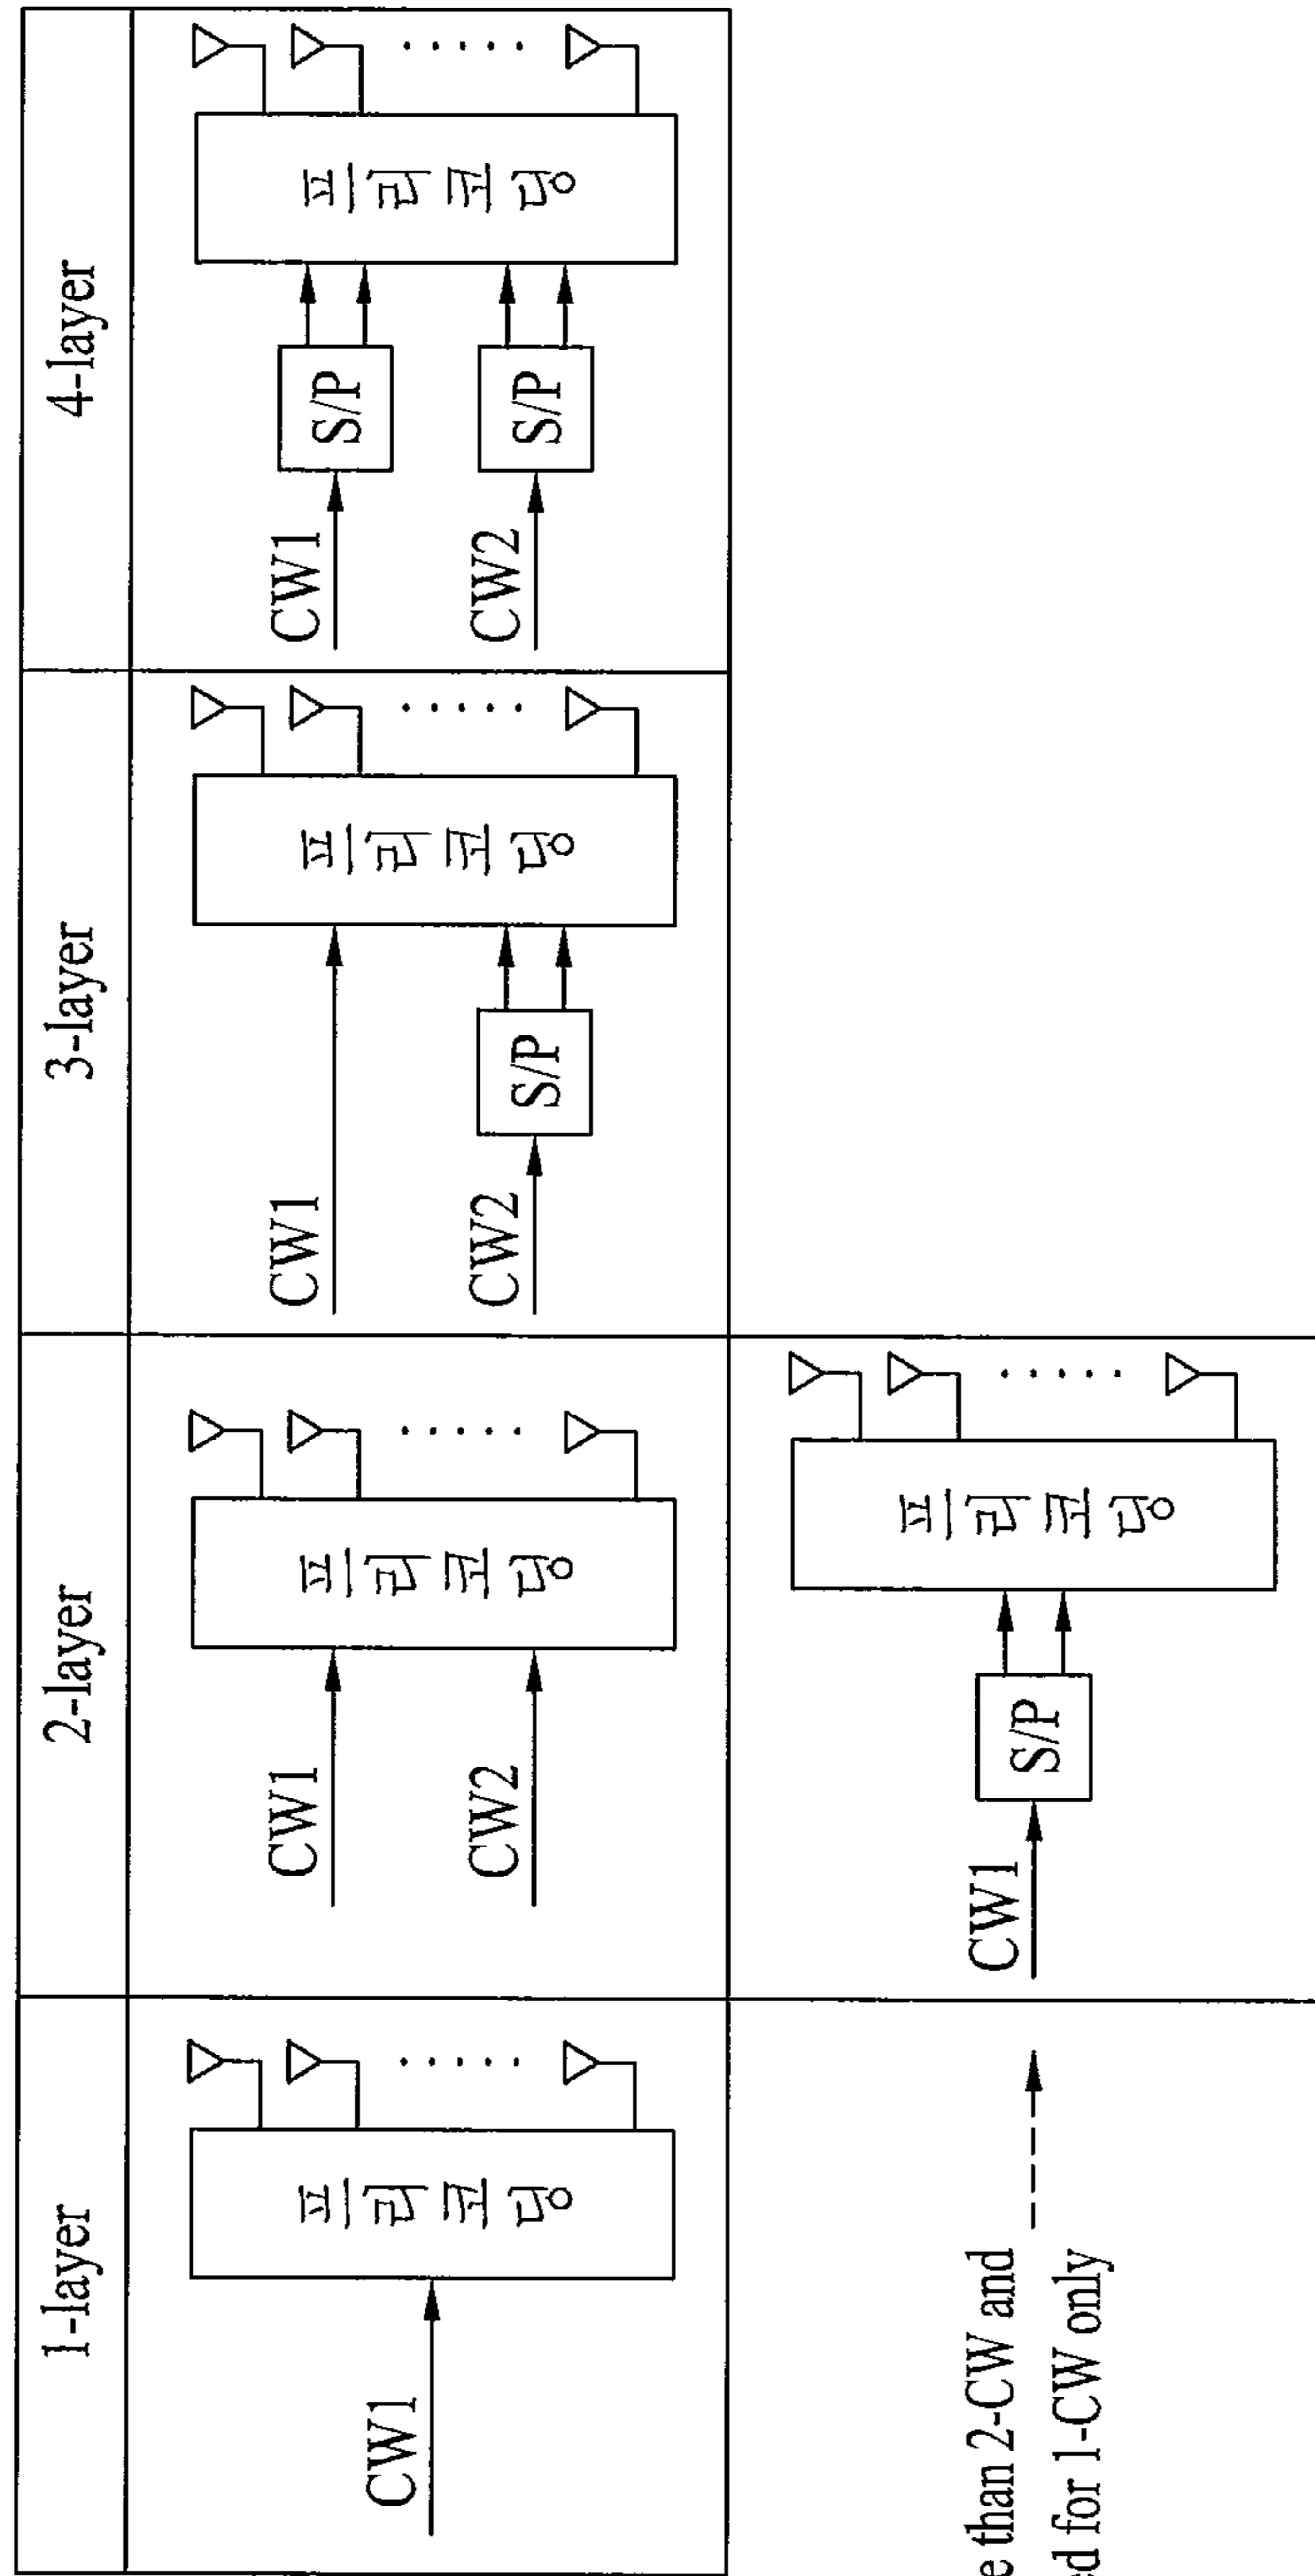 1-layer
2-layer
3-layer
4-layer
CW1
프리코딩
CW1
CW2
프리코딩
CW1
CW2
S/P
프리코딩
CW1
CW2
S/P
S/P
프리코딩
than 2-CW and
for 1-CW only
CW1
S/P
프리코딩